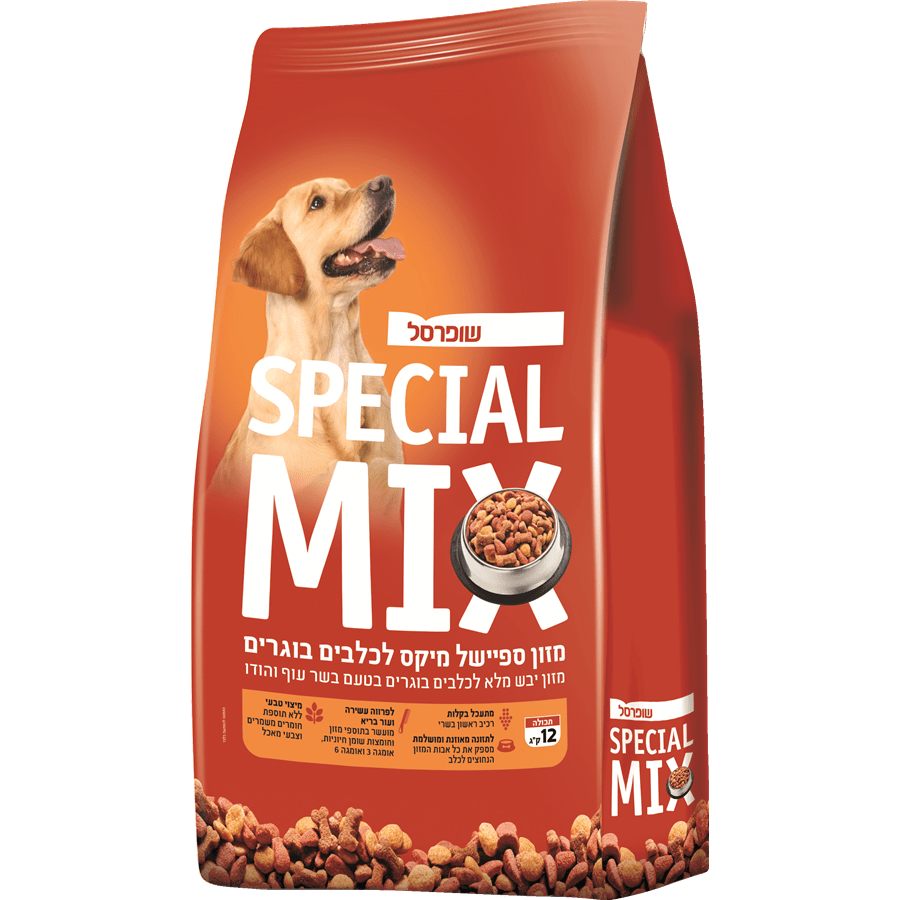 שופרסל
SPECIAL
MIX
מזון ספיישל מיקס לכלבים בוגרים
מזון יבש מלא לכלבים בוגרים בטעם בשר עוף והודו
תכולה
12 ק"ג
מתעכל בקלות
רכיב ראשון בשרי
לתזונה מאוזנת ומושלמת
מספק את כל אבות המזון
הנחוצים לכלב
לפרווה עשירה
ועור בריא
מועשר בתוספי מזון
וחומצות שומן חיוניות,
אומגה 3 ואומגה 6
מיצוי טבעי
ללא תוספת
חומרים משמרים
וצבעי מאכל
שופרסל
SPECIAL
MIX